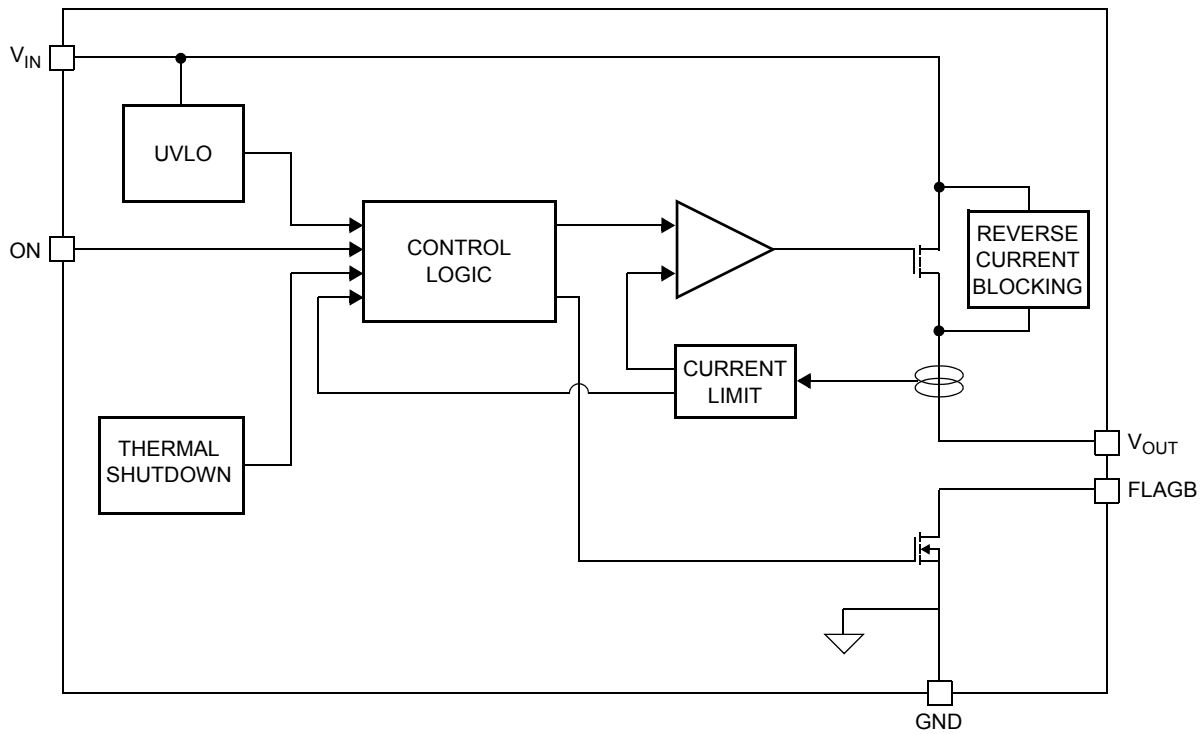 V_IN
UVLO
ON
CONTROL
LOGIC
REVERSE
CURRENT
BLOCKING
CURRENT
LIMIT
THERMAL
SHUTDOWN
V_OUT
FLAGB
GND